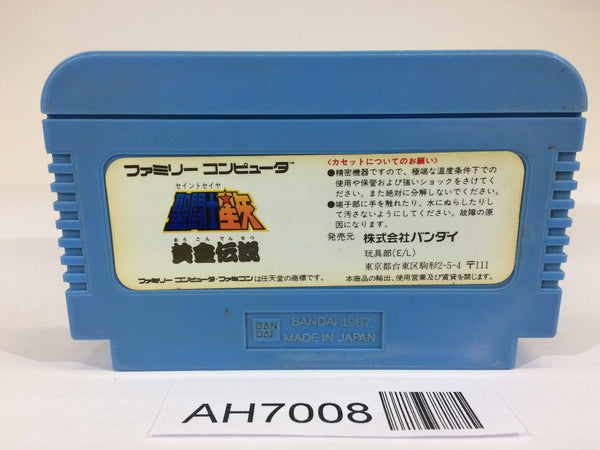 ファミリー コンピュータ™
セイントセイヤ
聖闘士★星矢
おうごんでんせつ
黄金伝説
ファミリー コンピュータ・ファミコンは任天堂の商標です。
〈カセットについてのお願い〉
●精密機器ですので、極端な温度条件下での
使用や保管および強いショックをさけてく
ださい。また絶対に分解しないでください。
●端子部に手を触れたり、水にぬらしたりし
て汚さないようにしてください。故障の原
因になります。
発売元 株式会社バンダイ
玩具部(E/L)
東京都台東区駒形2-5-4 〒111
本商品の輸出、使用営業及び賃貸を禁じます。
BAN
DAI
BANDAI 1987
MADE IN JAPAN
AH7008